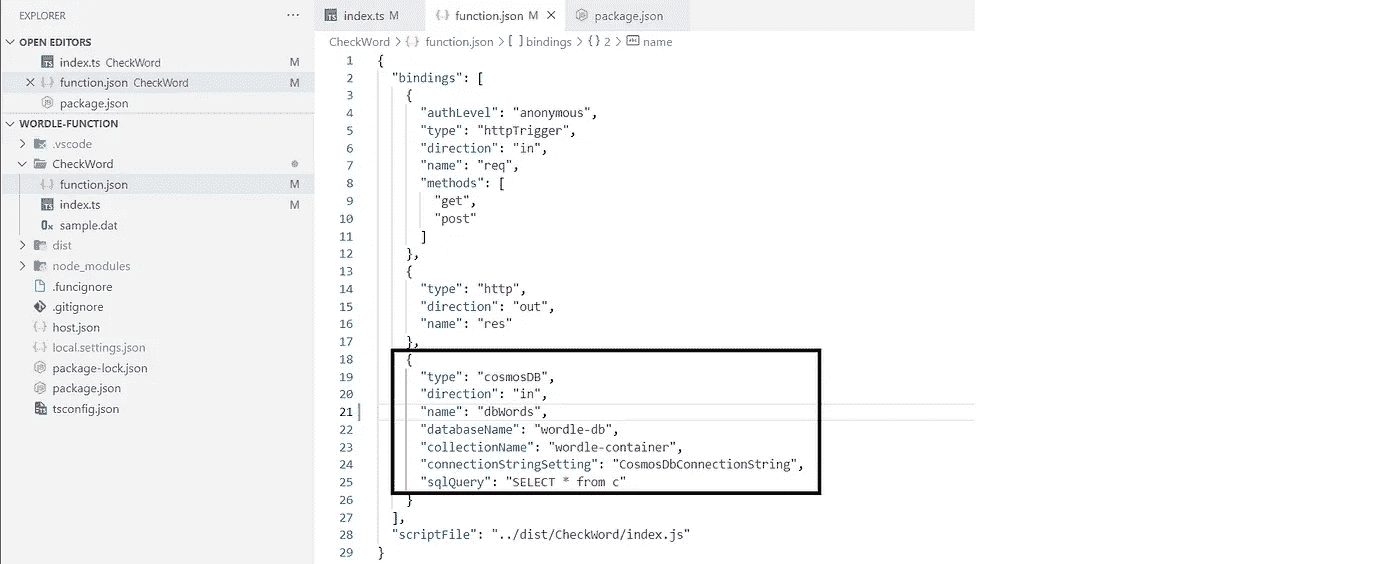 EXPLORER ...
OPEN EDITORS
index.ts CheckWord M
function.json CheckWord M
package.json
WORDLE-FUNCTION
.vscode
CheckWord
function.json M
index.ts M
sample.dat
dist
node_modules
.funcignore
.gitignore
host.json
local.settings.json
package-lock.json
package.json
tsconfig.json
index.ts M function.json M package.json
CheckWord > {} function.json > [ ] bindings > {} 2 > abc name
1 {
2 "bindings": [
3 {
4 "authLevel": "anonymous",
5 "type": "httpTrigger",
6 "direction": "in",
7 "name": "req",
8 "methods": [
9 "get",
10 "post"
11 ]
12 },
13 {
14 "type": "http",
15 "direction": "out",
16 "name": "res"
17 },
18 {
19 "type": "cosmosDB",
20 "direction": "in",
21 "name": "dbWords",
22 "databaseName": "wordle-db",
23 "collectionName": "wordle-container",
24 "connectionStringSetting": "CosmosDbConnectionString",
25 "sqlQuery": "SELECT * from c"
26 }
27 ],
28 "scriptFile": "../dist/CheckWord/index.js"
29 }